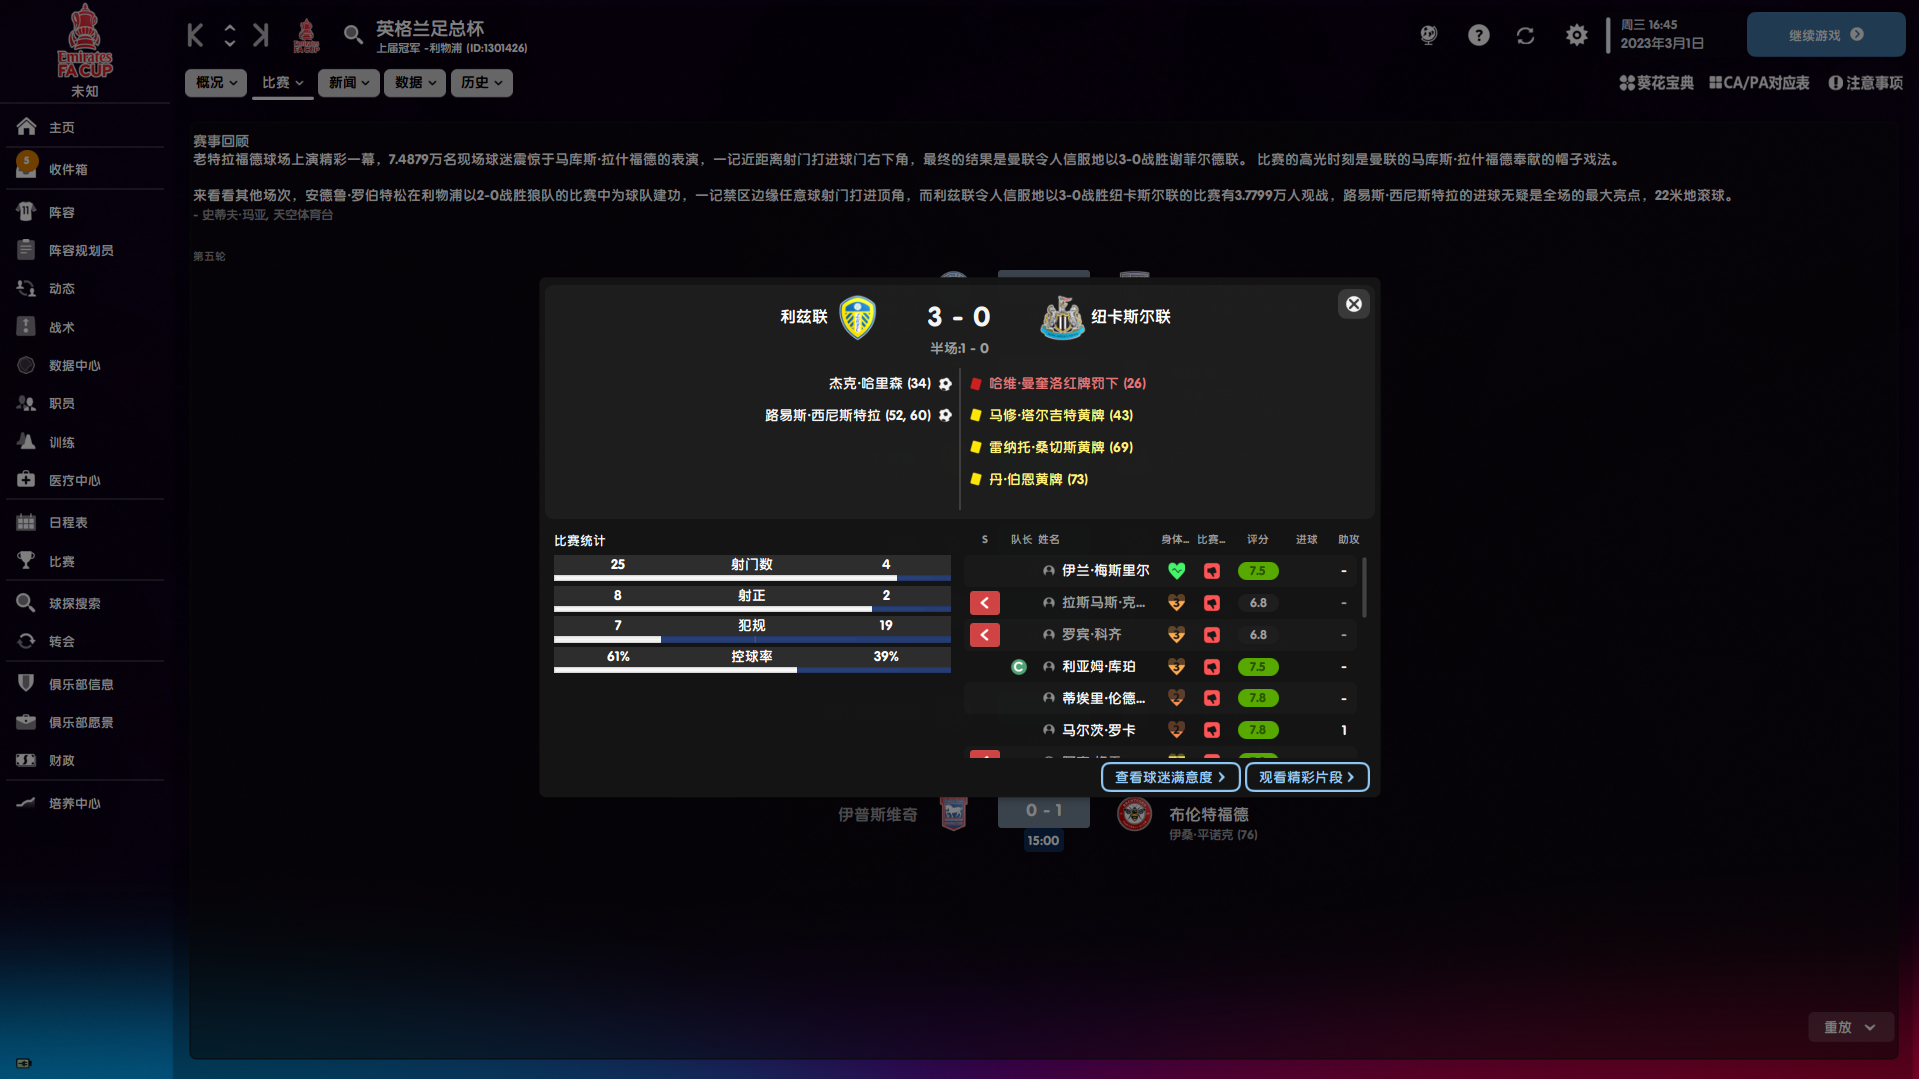 Emirates
FA CUP
未知
主页
5
收件箱
阵容
阵容规划员
动态
战术
数据中心
职员
训练
医疗中心
日程表
比赛
球探搜索
转会
俱乐部信息
俱乐部愿景
财政
培养中心
英格兰足总杯
上届冠军 -利物浦 (ID:1301426)
周三 16:45
2023年3月1日
继续游戏
概况
比赛
新闻
数据
历史
葵花宝典
CA/PA对应表
注意事项
赛事回顾
老特拉福德球场上演精彩一幕，7.4879万名现场球迷震惊于马库斯·拉什福德的表演，一记近距离射门打进球门右下角，最终的结果是曼联令人信服地以3-0战胜谢菲尔德联。 比赛的高光时刻是曼联的马库斯·拉什福德奉献的帽子戏法。
来看看其他场次，安德鲁·罗伯特松在利物浦以2-0战胜狼队的比赛中为球队建功，一记禁区边缘任意球射门打进顶角，而利兹联令人信服地以3-0战胜纽卡斯尔联的比赛有3.7799万人观战，路易斯·西尼斯特拉的进球无疑是全场的最大亮点，22米地滚球。
- 史蒂夫·玛亚, 天空体育台
第五轮
利兹联
3 - 0
纽卡斯尔联
半场:1 - 0
杰克·哈里森 (34)
路易斯·西尼斯特拉 (52, 60)
哈维·曼奎洛红牌罚下 (26)
马修·塔尔吉特黄牌 (43)
雷纳托·桑切斯黄牌 (69)
丹·伯恩黄牌 (73)
比赛统计
25 射门数 4
8 射正 2
7 犯规 19
61% 控球率 39%
S 队长 姓名 身体... 比赛... 评分 进球 助攻
伊兰·梅斯里尔 7.5 -
拉斯马斯·克... 3 6.8 -
罗宾·科齐 3 6.8 -
C 利亚姆·库珀 3 7.5 -
蒂埃里·伦德... 2 7.8 -
马尔茨·罗卡 2 7.8 1
查看球迷满意度
观看精彩片段
伊普斯维奇
0 - 1
布伦特福德
伊桑·平诺克 (76)
15:00
重放